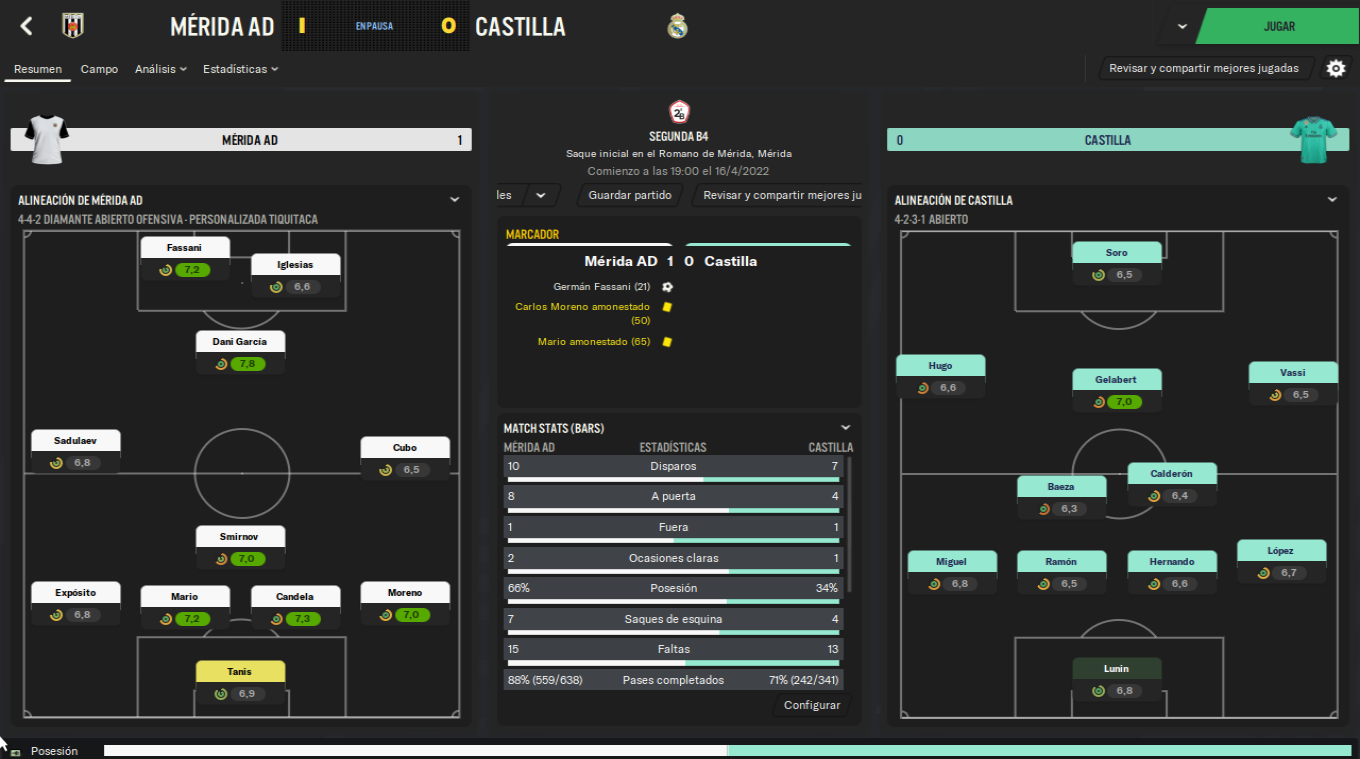 MÉRIDA AD 1 EN PAUSA 0 CASTILLA
JUGAR
Resumen Campo Análisis Estadísticas
Revisar y compartir mejores jugadas
MÉRIDA AD 1
ALINEACIÓN DE MÉRIDA AD
4-4-2 DIAMANTE ABIERTO OFENSIVA - PERSONALIZADA TIQUITACA
Fassani
7,2
Iglesias
6,6
Dani García
7,8
Sadulaev
6,8
Cubo
6,5
Smirnov
7,0
Expósito
6,8
Mario
7,2
Candela
7,3
Moreno
7,0
Tanis
6,9
2ªB
SEGUNDA B4
Saque inicial en el Romano de Mérida, Mérida
Comienzo a las 19:00 el 16/4/2022
les
Guardar partido
Revisar y compartir mejores ju
MARCADOR
Mérida AD 1 0 Castilla
Germán Fassani (21)
Carlos Moreno amonestado
(50)
Mario amonestado (65)
MATCH STATS (BARS)
MÉRIDA AD ESTADÍSTICAS CASTILLA
10 Disparos 7
8 A puerta 4
1 Fuera 1
2 Ocasiones claras 1
66% Posesión 34%
7 Saques de esquina 4
15 Faltas 13
88% (559/638) Pases completados 71% (242/341)
Configurar
0 CASTILLA
ALINEACIÓN DE CASTILLA
4-2-3-1 ABIERTO
Soro
6,5
Hugo
6,6
Gelabert
7,0
Vassi
6,5
Baeza
6,3
Calderón
6,4
Miguel
6,8
Ramón
6,5
Hernando
6,6
López
6,7
Lunin
6,8
Posesión